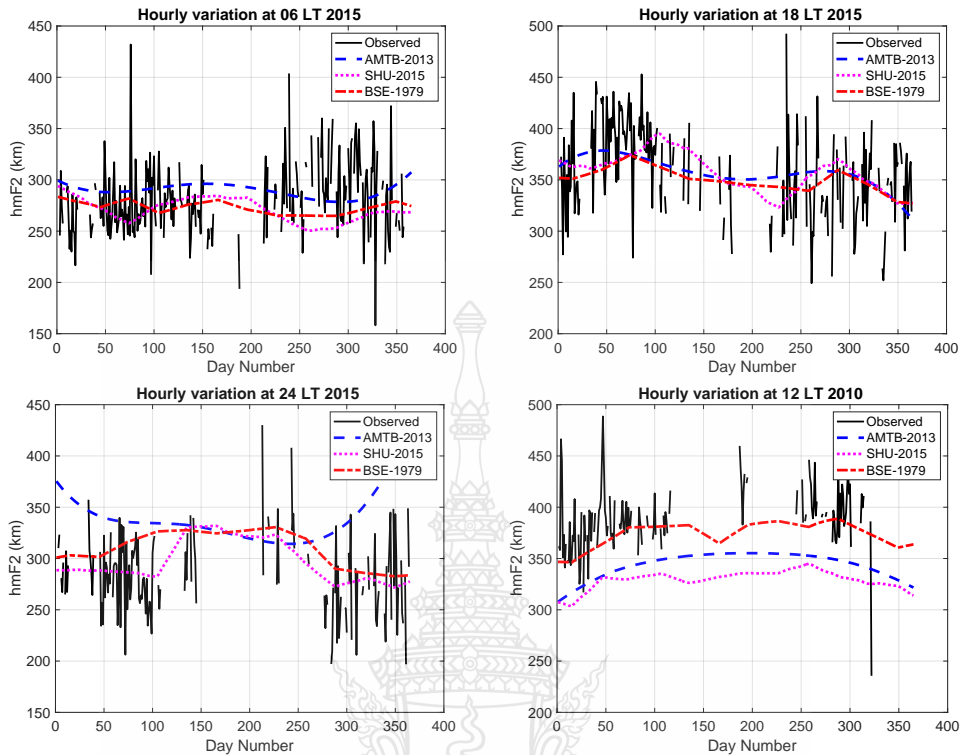 Hourly variation at 06 LT 2015
450
400
350
300
250
200
150
hmF2 (km)
0 50 100 150 200 250 300 350 400
Day Number
Observed
AMTB-2013
SHU-2015
BSE-1979
Hourly variation at 18 LT 2015
500
450
400
350
300
250
200
hmF2 (km)
0 50 100 150 200 250 300 350 400
Day Number
Observed
AMTB-2013
SHU-2015
BSE-1979
Hourly variation at 24 LT 2015
450
400
350
300
250
200
150
hmF2 (km)
0 50 100 150 200 250 300 350 400
Day Number
Observed
AMTB-2013
SHU-2015
BSE-1979
Hourly variation at 12 LT 2010
500
450
400
350
300
250
200
hmF2 (km)
0 50 100 150 200 250 300 350 400
Day Number
Observed
AMTB-2013
SHU-2015
BSE-1979